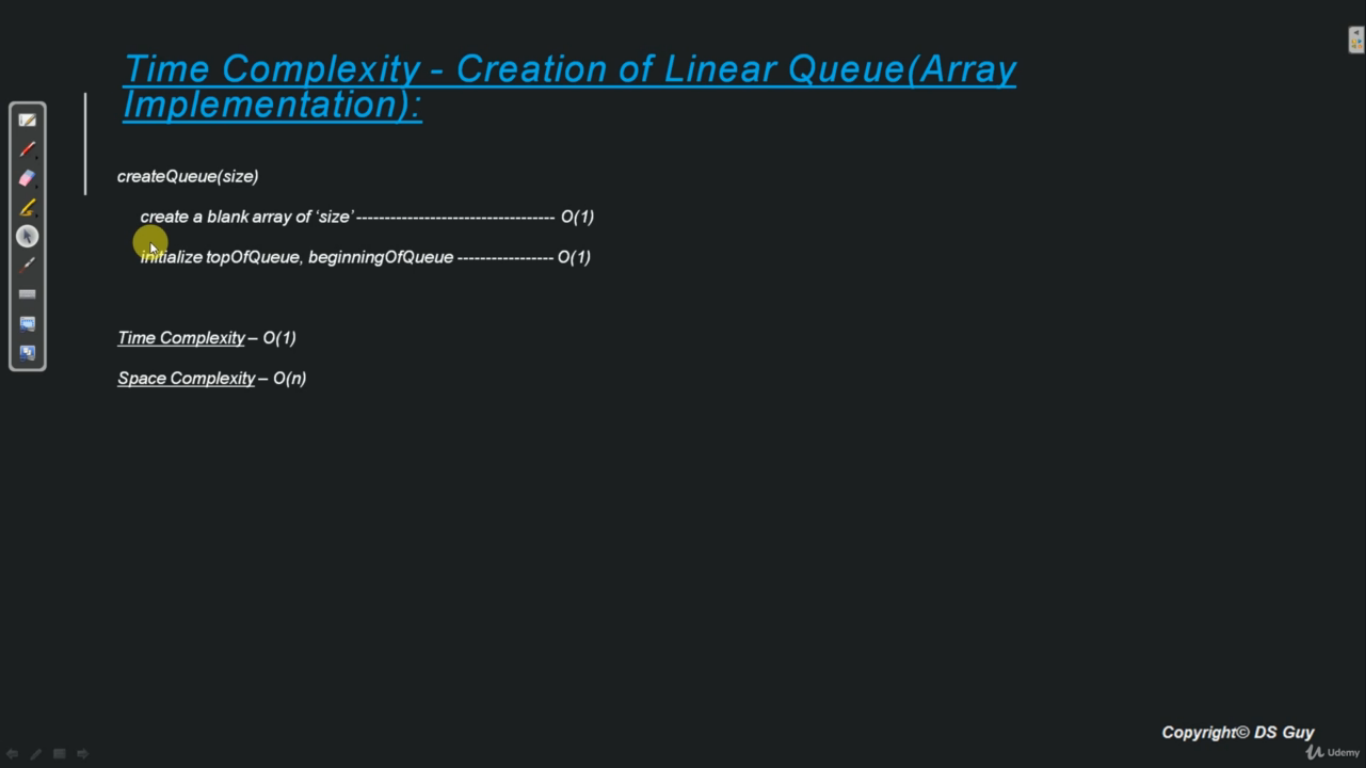 Time Complexity - Creation of Linear Queue(Array
Implementation):
createQueue(size)
create a blank array of ‘size’ ----------------------------------- O(1)
initialize topOfQueue, beginningOfQueue ----------------- O(1)
Time Complexity – O(1)
Space Complexity – O(n)
Copyright© DS Guy
Udemy